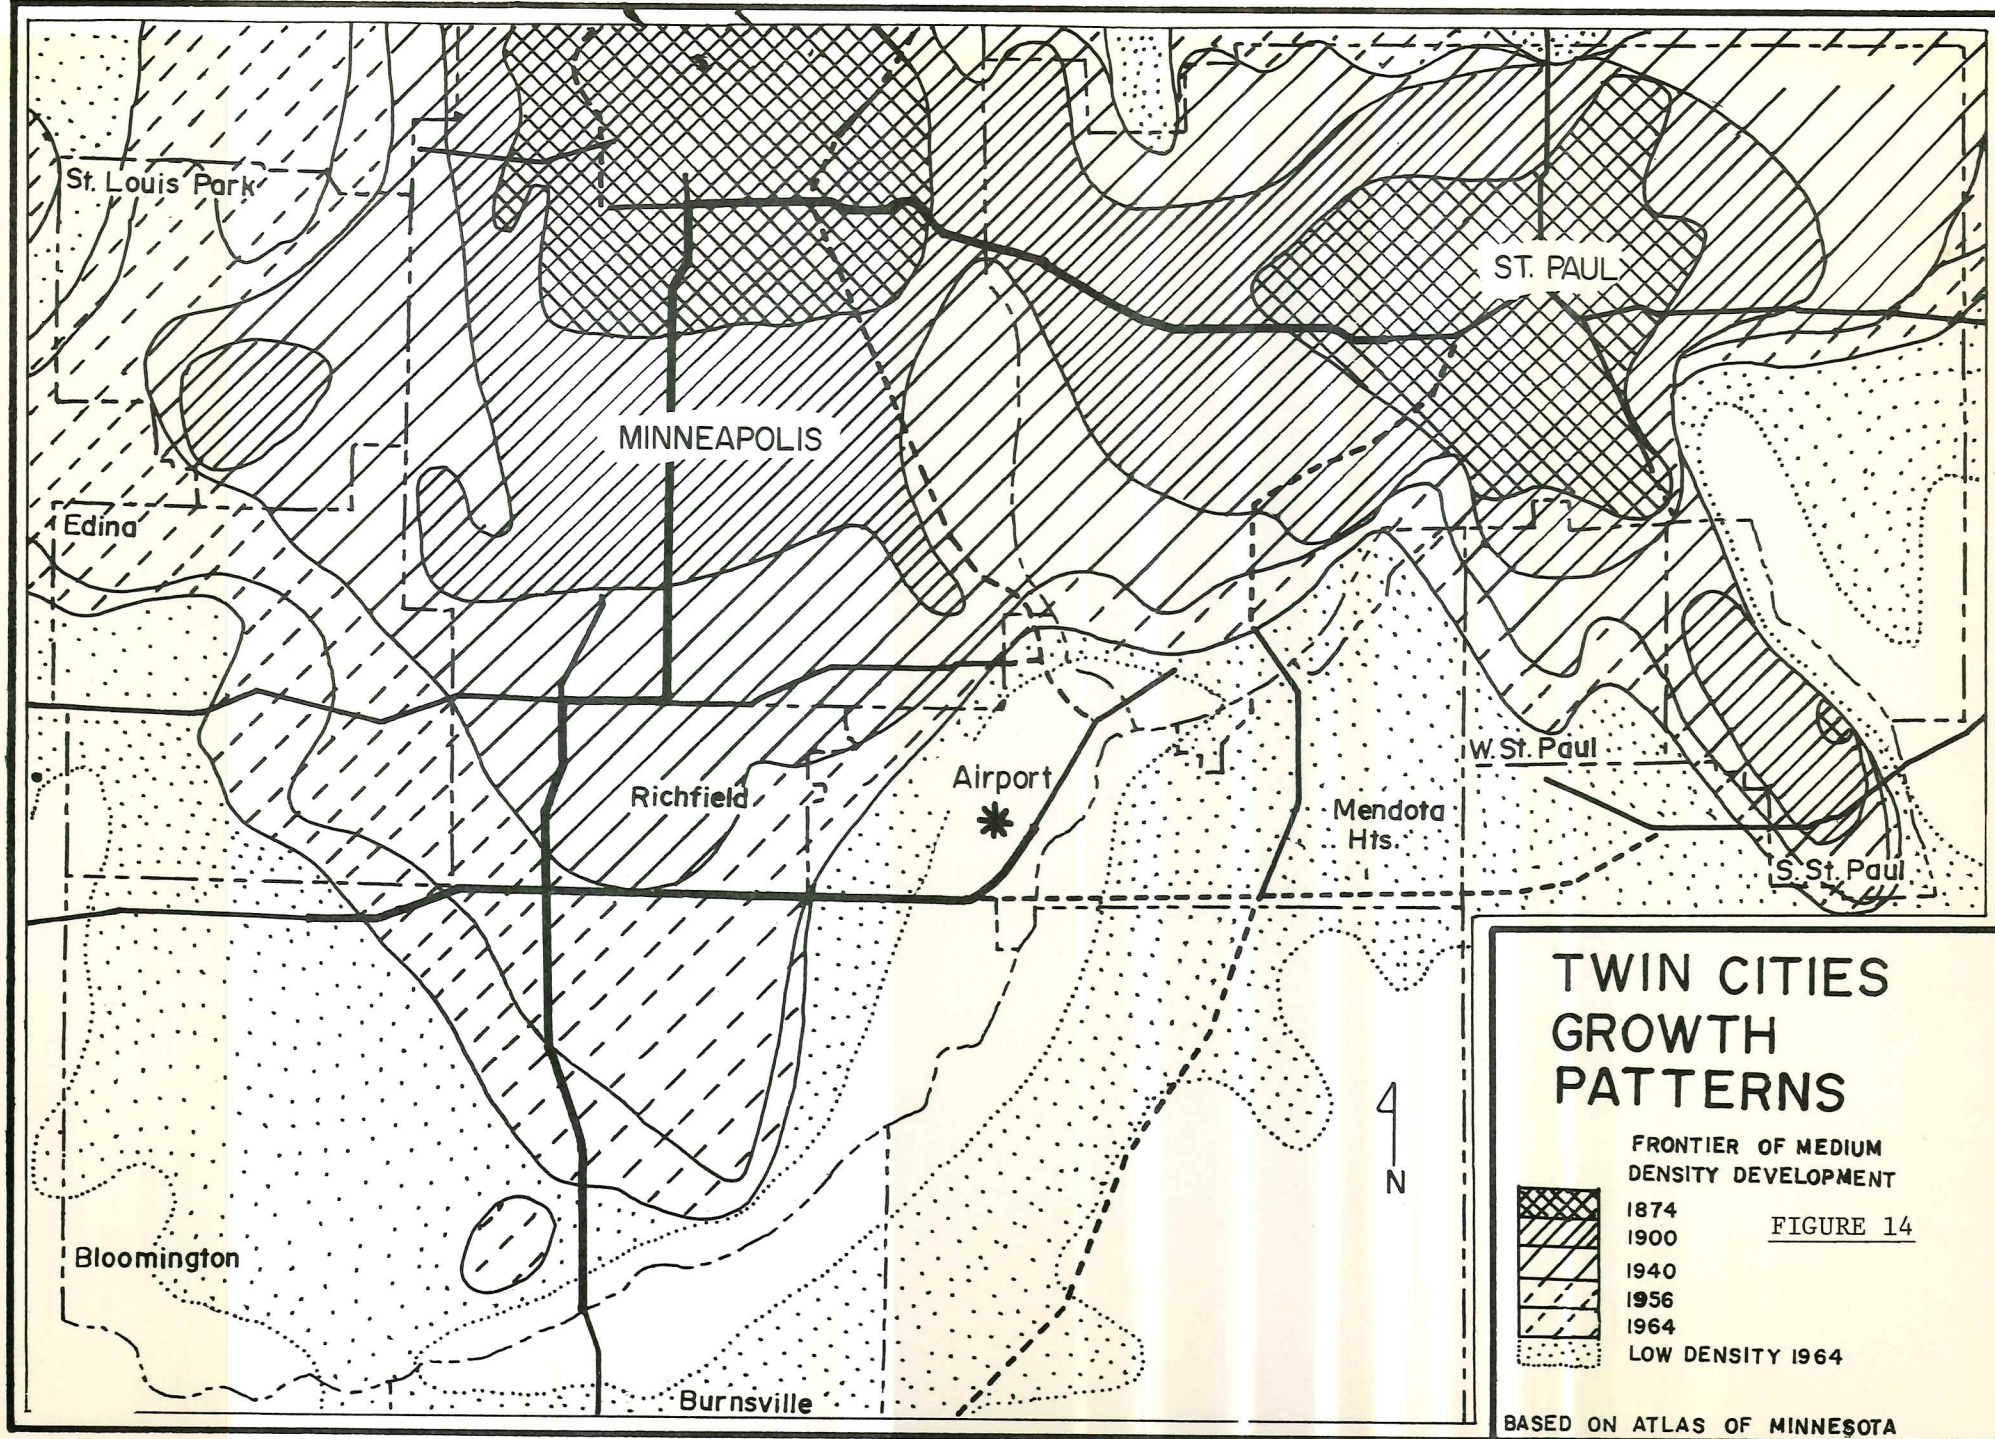 St. Louis Park
ST. PAUL
MINNEAPOLIS
Edina
W. St. Paul
Airport
Richfield
Mendota
Hts.
S. St. Paul
TWIN CITIES
GROWTH
PATTERNS
FRONTIER OF MEDIUM
DENSITY DEVELOPMENT
1874
1900
1940
1956
1964
LOW DENSITY 1964
FIGURE 14
N
Bloomington
Burnsville
BASED ON ATLAS OF MINNESOTA